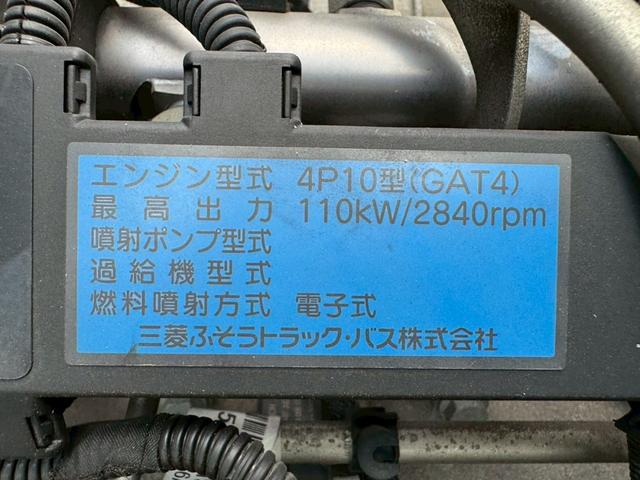 エンジン型式 4P10型(GAT4)
最高出力 110kW/2840rpm
噴射ポンプ型式
過給機型式
燃料噴射方式 電子式
三菱ふそうトラック・バス株式会社